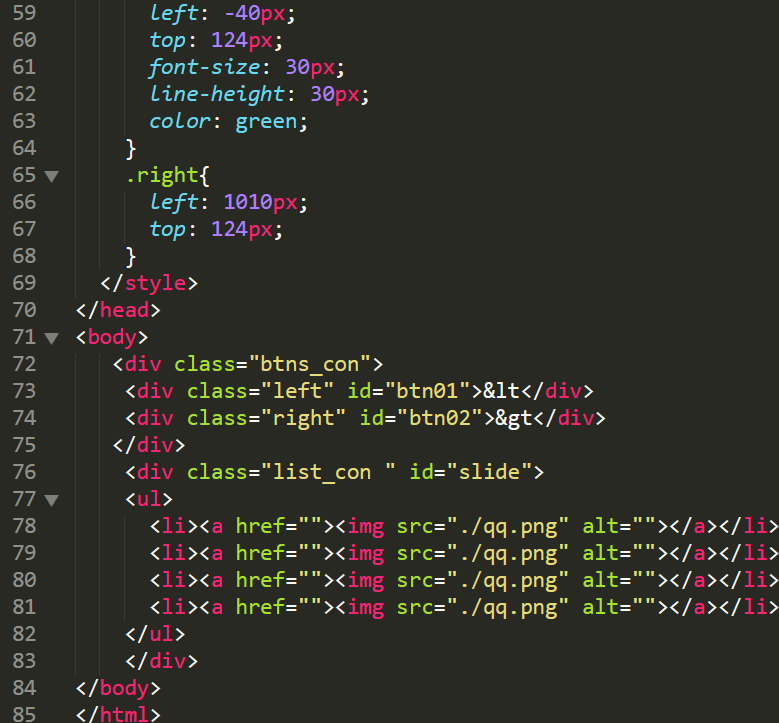 59 left: -40px;
60 top: 124px;
61 font-size: 30px;
62 line-height: 30px;
63 color: green;
64 }
65 .right{
66 left: 1010px;
67 top: 124px;
68 }
69 </style>
70 </head>
71 <body>
72 <div class="btns_con">
73 <div class="left" id="btn01">&lt</div>
74 <div class="right" id="btn02">&gt</div>
75 </div>
76 <div class="list_con " id="slide">
77 <ul>
78 <li><a href=""><img src="./qq.png" alt=""></a></li>
79 <li><a href=""><img src="./qq.png" alt=""></a></li>
80 <li><a href=""><img src="./qq.png" alt=""></a></li>
81 <li><a href=""><img src="./qq.png" alt=""></a></li>
82 </ul>
83 </div>
84 </body>
85 </html>